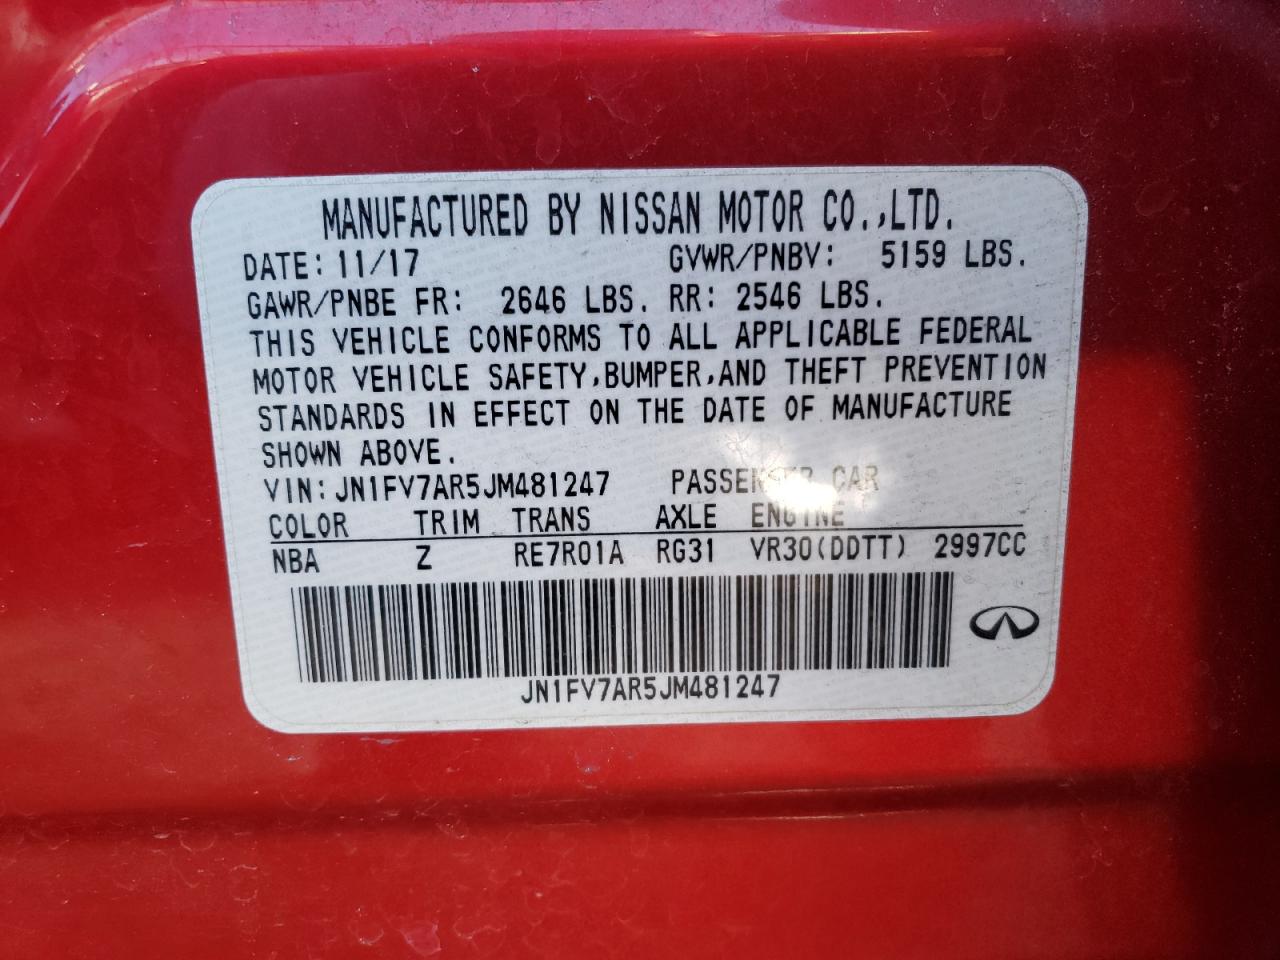 MANUFACTURED BY NISSAN MOTOR CO.,LTD.
DATE: 11/17 GVWR/PNBV: 5159 LBS.
GAWR/PNBE FR: 2646 LBS. RR: 2546 LBS.
THIS VEHICLE CONFORMS TO ALL APPLICABLE FEDERAL
MOTOR VEHICLE SAFETY,BUMPER,AND THEFT PREVENTION
STANDARDS IN EFFECT ON THE DATE OF MANUFACTURE
SHOWN ABOVE.
VIN: JN1FV7AR5JM481247 PASSENGER CAR
COLOR TRIM TRANS AXLE ENGINE
NBA Z RE7R01A RG31 VR30(DDTT) 2997CC
JN1FV7AR5JM481247